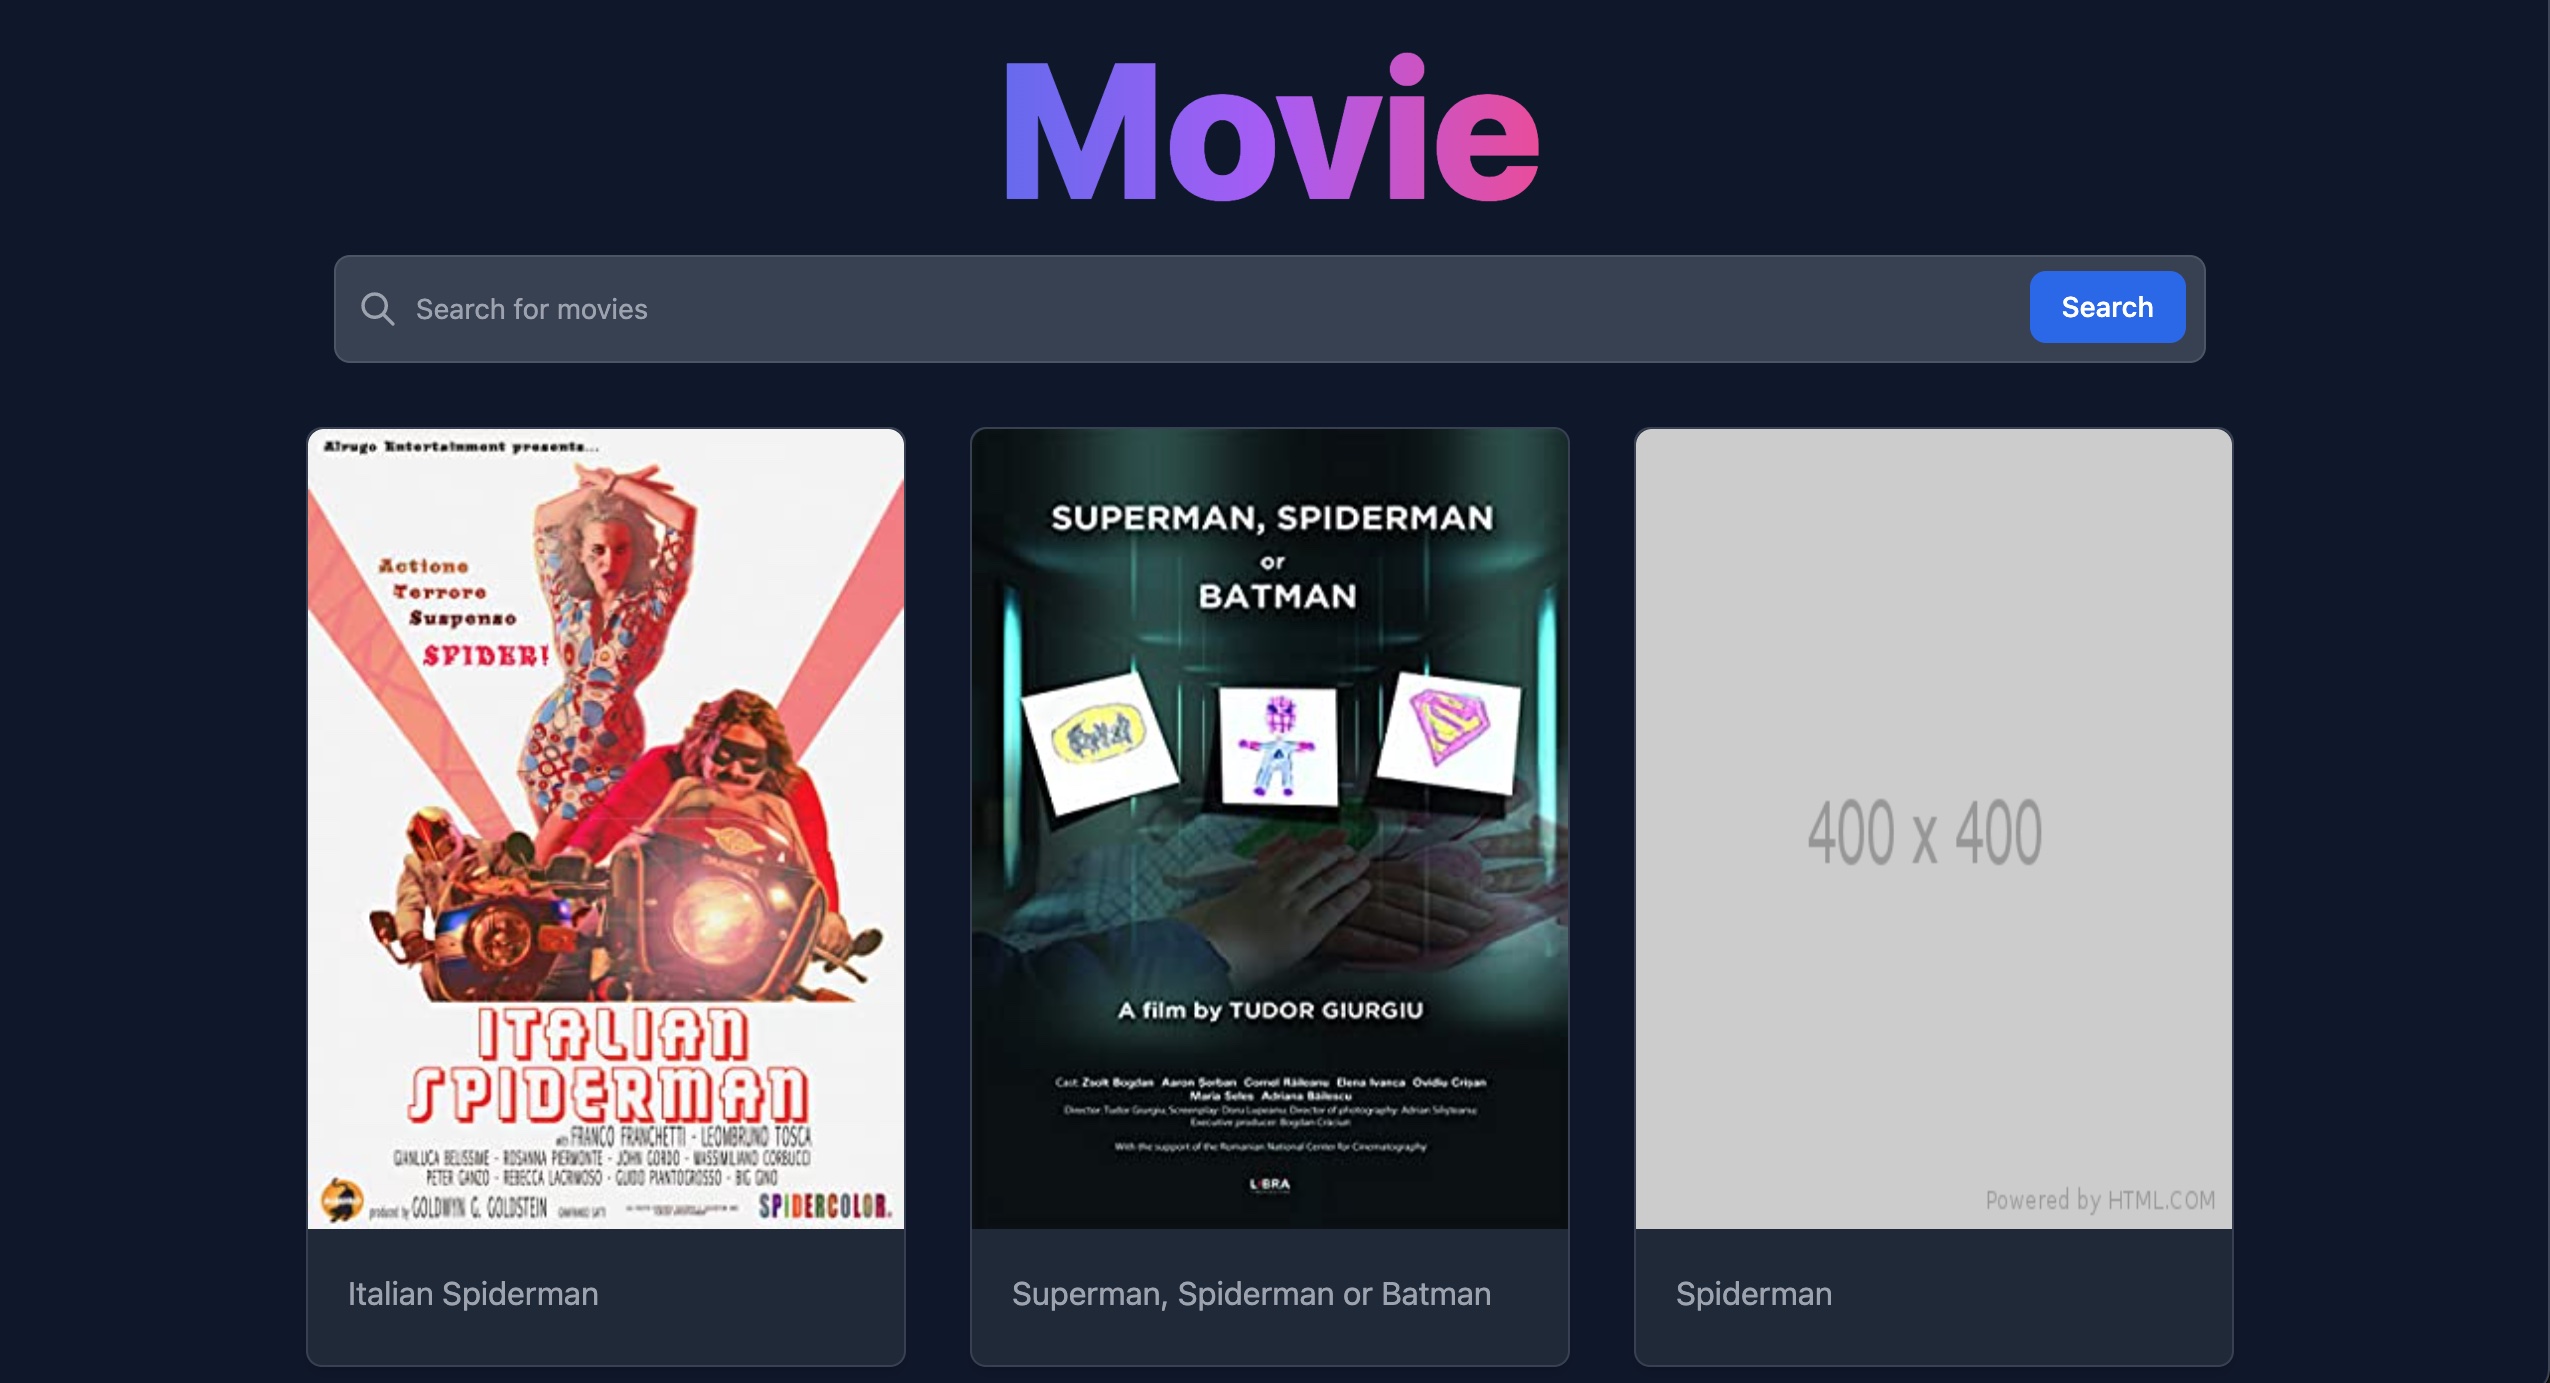 Movie
Search for movies
Search
Alrugo Entertainment presents...
Actione
Terrore
Suspenso
SPIDER!
ITALIAN
SPIDERMAN
with FRANCO FRANCHETTI - LEOMBRUNO TOSCA
GIANLUCA BELISSIME - ROSANNA PIERMONTE - JOHN GORDO - MASSIMILIANO CORBUCCI
PETER GANZO - REBECCA LACRIMOSO - GUIDO PIANTOGROSSO - BIG GINO
produced by GOLDWYN G. GOLDSTEIN
SPIDERCOLOR.
Italian Spiderman
SUPERMAN, SPIDERMAN
or
BATMAN
A film by TUDOR GIURGIU
Cast: Zsolt Bogdan Aaron Șerban Cornel Răileanu Elena Ivanca Ovidiu Crișan
Maria Seles Adriana Băilescu
Director: Tudor Giurgiu, Screenplay: Doru Lupeanu, Director of photography: Adrian Silișteanu
Executive producer: Bogdan Crăciun
With the support of the Romanian National Center for Cinematography
LIBRA
Superman, Spiderman or Batman
400 x 400
Powered by HTML.COM
Spiderman